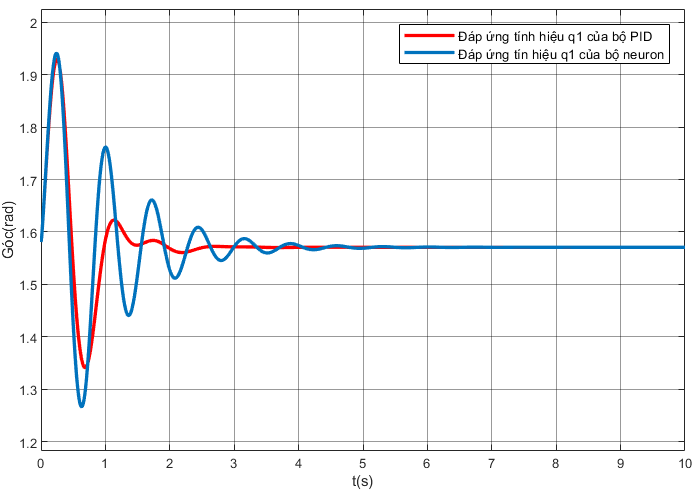 Đáp ứng tính hiệu q1 của bộ PID
Đáp ứng tín hiệu q1 của bộ neuron
Góc(rad)
2
1.9
1.8
1.7
1.6
1.5
1.4
1.3
1.2
0 1 2 3 4 5 6 7 8 9 10
t(s)